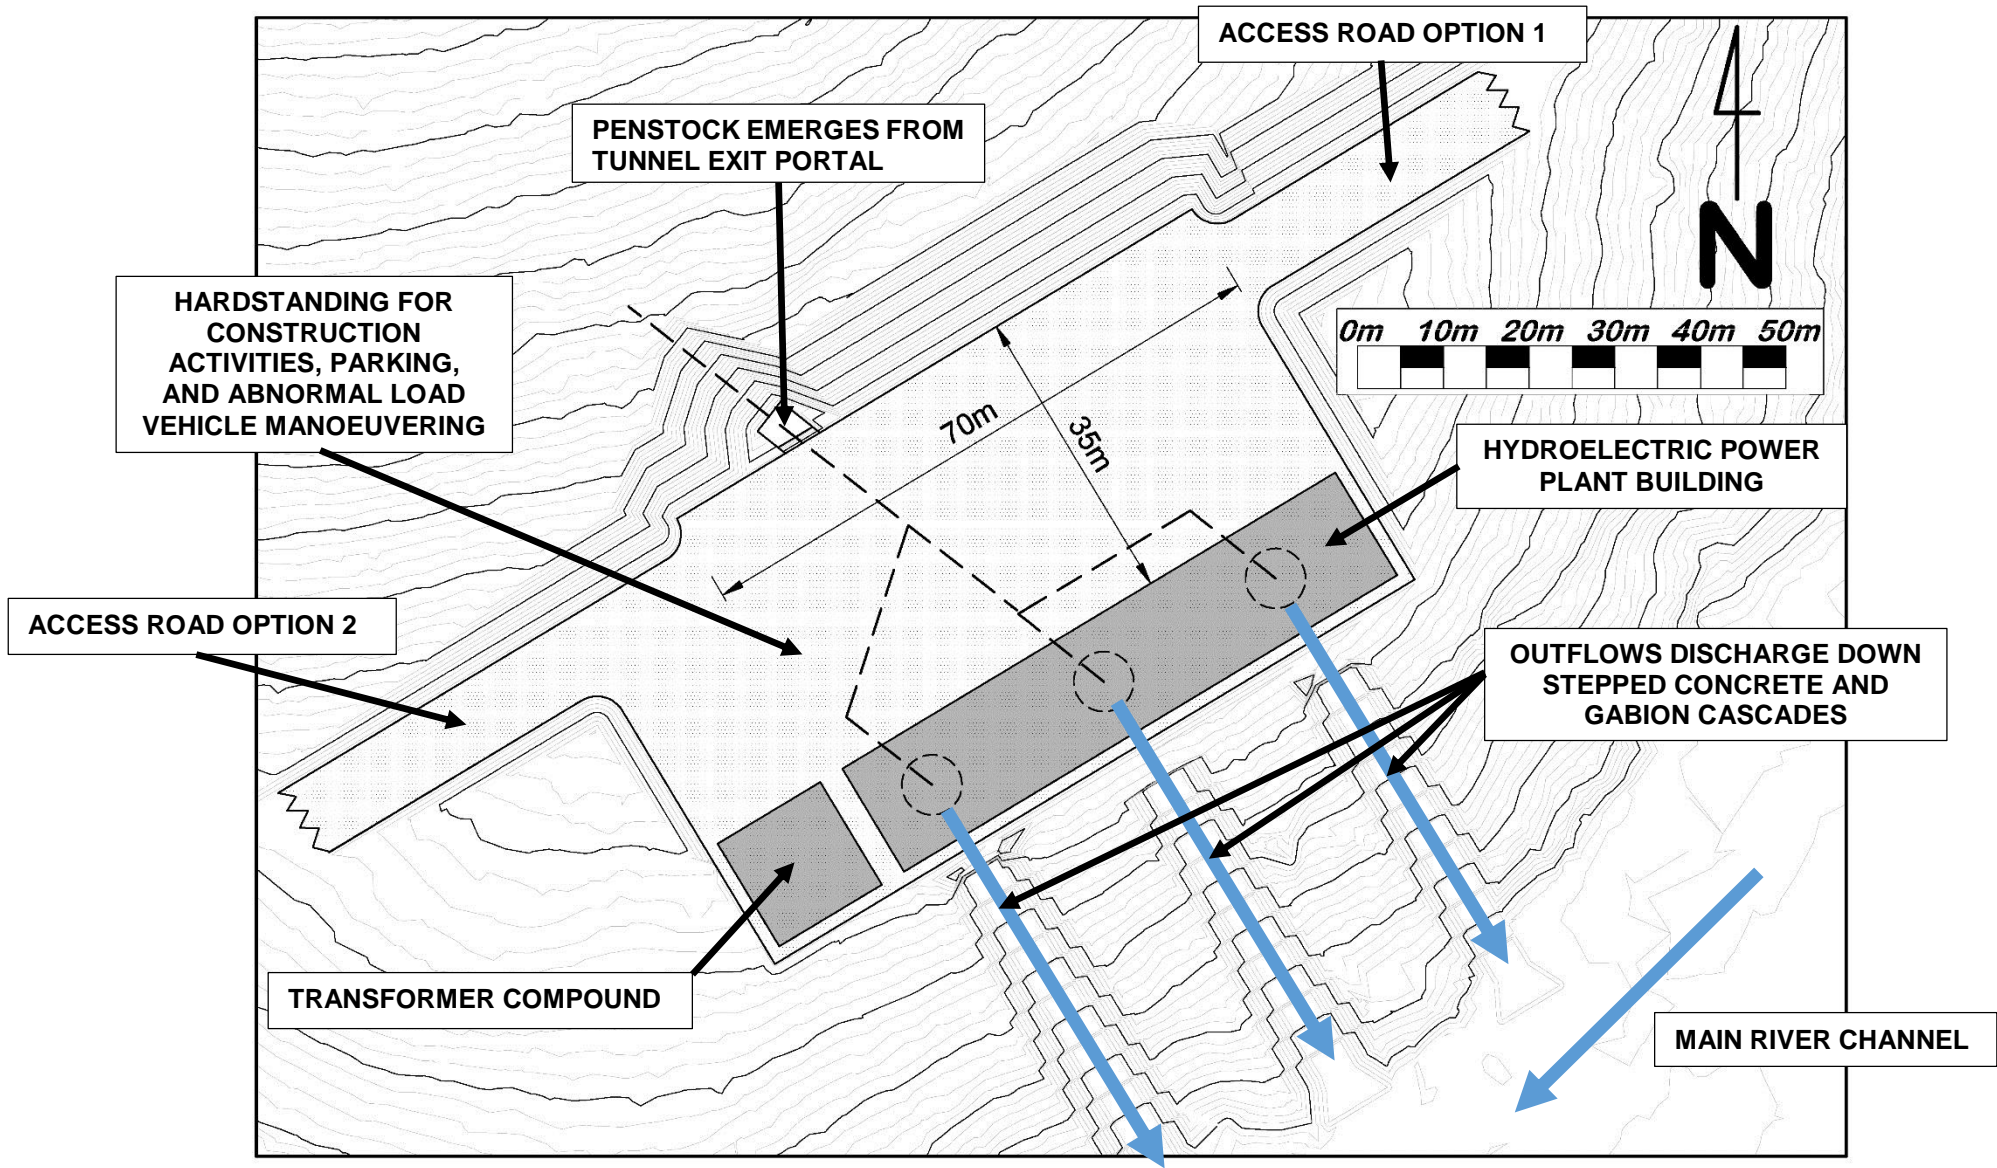 ACCESS ROAD OPTION 1
PENSTOCK EMERGES FROM
TUNNEL EXIT PORTAL
N
HARDSTANDING FOR
CONSTRUCTION
ACTIVITIES, PARKING,
AND ABNORMAL LOAD
VEHICLE MANOEUVERING
0m 10m 20m 30m 40m 50m
70m
35m
HYDROELECTRIC POWER
PLANT BUILDING
ACCESS ROAD OPTION 2
OUTFLOWS DISCHARGE DOWN
STEPPED CONCRETE AND
GABION CASCADES
TRANSFORMER COMPOUND
MAIN RIVER CHANNEL